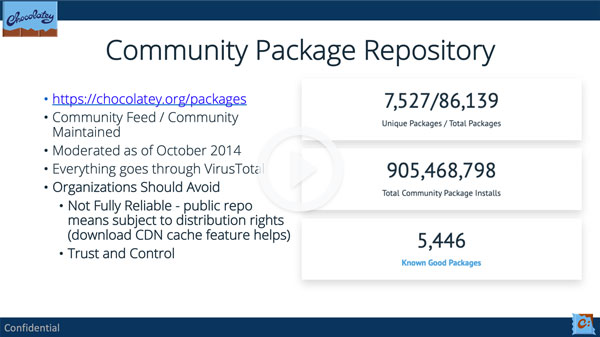 Chocolatey
Community Package Repository
• https://chocolatey.org/packages
• Community Feed / Community
Maintained
• Moderated as of October 2014
• Everything goes through VirusTotal
• Organizations Should Avoid
• Not Fully Reliable - public repo
means subject to distribution rights
(download CDN cache feature helps)
• Trust and Control
7,527/86,139
Unique Packages / Total Packages
905,468,798
Total Community Package Installs
5,446
Known Good Packages
Confidential